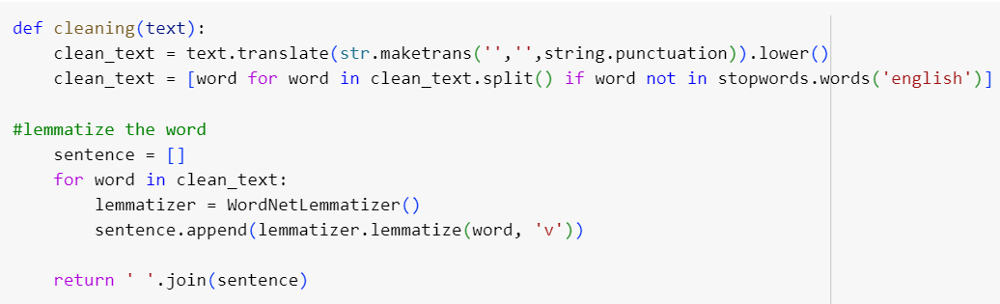 def cleaning(text):
    clean_text = text.translate(str.maketrans('','',string.punctuation)).lower()
    clean_text = [word for word in clean_text.split() if word not in stopwords.words('english')]
#lemmatize the word
    sentence = []
    for word in clean_text:
        lemmatizer = WordNetLemmatizer()
        sentence.append(lemmatizer.lemmatize(word, 'v'))
    return ' '.join(sentence)